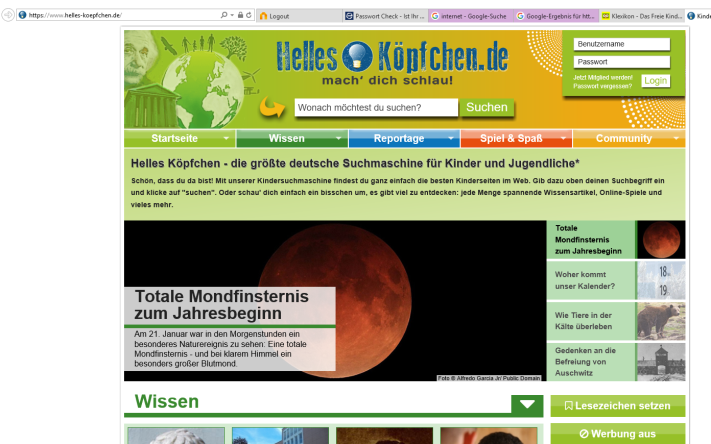 https://www.helles-koepfchen.de/
Logout
Passwort Check - Ist Ihr ...
internet - Google-Suche
Google-Ergebnis für htt...
Klexikon - Das Freie Kind...
Kinde
Helles Köpfchen.de
mach' dich schlau!
Wonach möchtest du suchen?
Suchen
Benutzername
Passwort
Jetzt Mitglied werden!
Passwort vergessen?
Login
Startseite
Wissen
Reportage
Spiel & Spaß
Community
Helles Köpfchen - die größte deutsche Suchmaschine für Kinder und Jugendliche*
Schön, dass du da bist! Mit unserer Kindersuchmaschine findest du ganz einfach die besten Kinderseiten im Web. Gib dazu oben deinen Suchbegriff ein
und klicke auf "suchen". Oder schau' dich einfach ein bisschen um, es gibt viel zu entdecken: jede Menge spannende Wissensartikel, Online-Spiele und
vieles mehr.
Totale Mondfinsternis
zum Jahresbeginn
Am 21. Januar war in den Morgenstunden ein
besonderes Naturereignis zu sehen: Eine totale
Mondfinsternis - und bei klarem Himmel ein
besonders großer Blutmond.
Foto © Alfredo Garcia Jr/ Public Domain
Totale
Mondfinsternis
zum Jahresbeginn
Woher kommt
unser Kalender?
18
19
Wie Tiere in der
Kälte überleben
Gedenken an die
Befreiung von
Auschwitz
Wissen
Lesezeichen setzen
Werbung aus